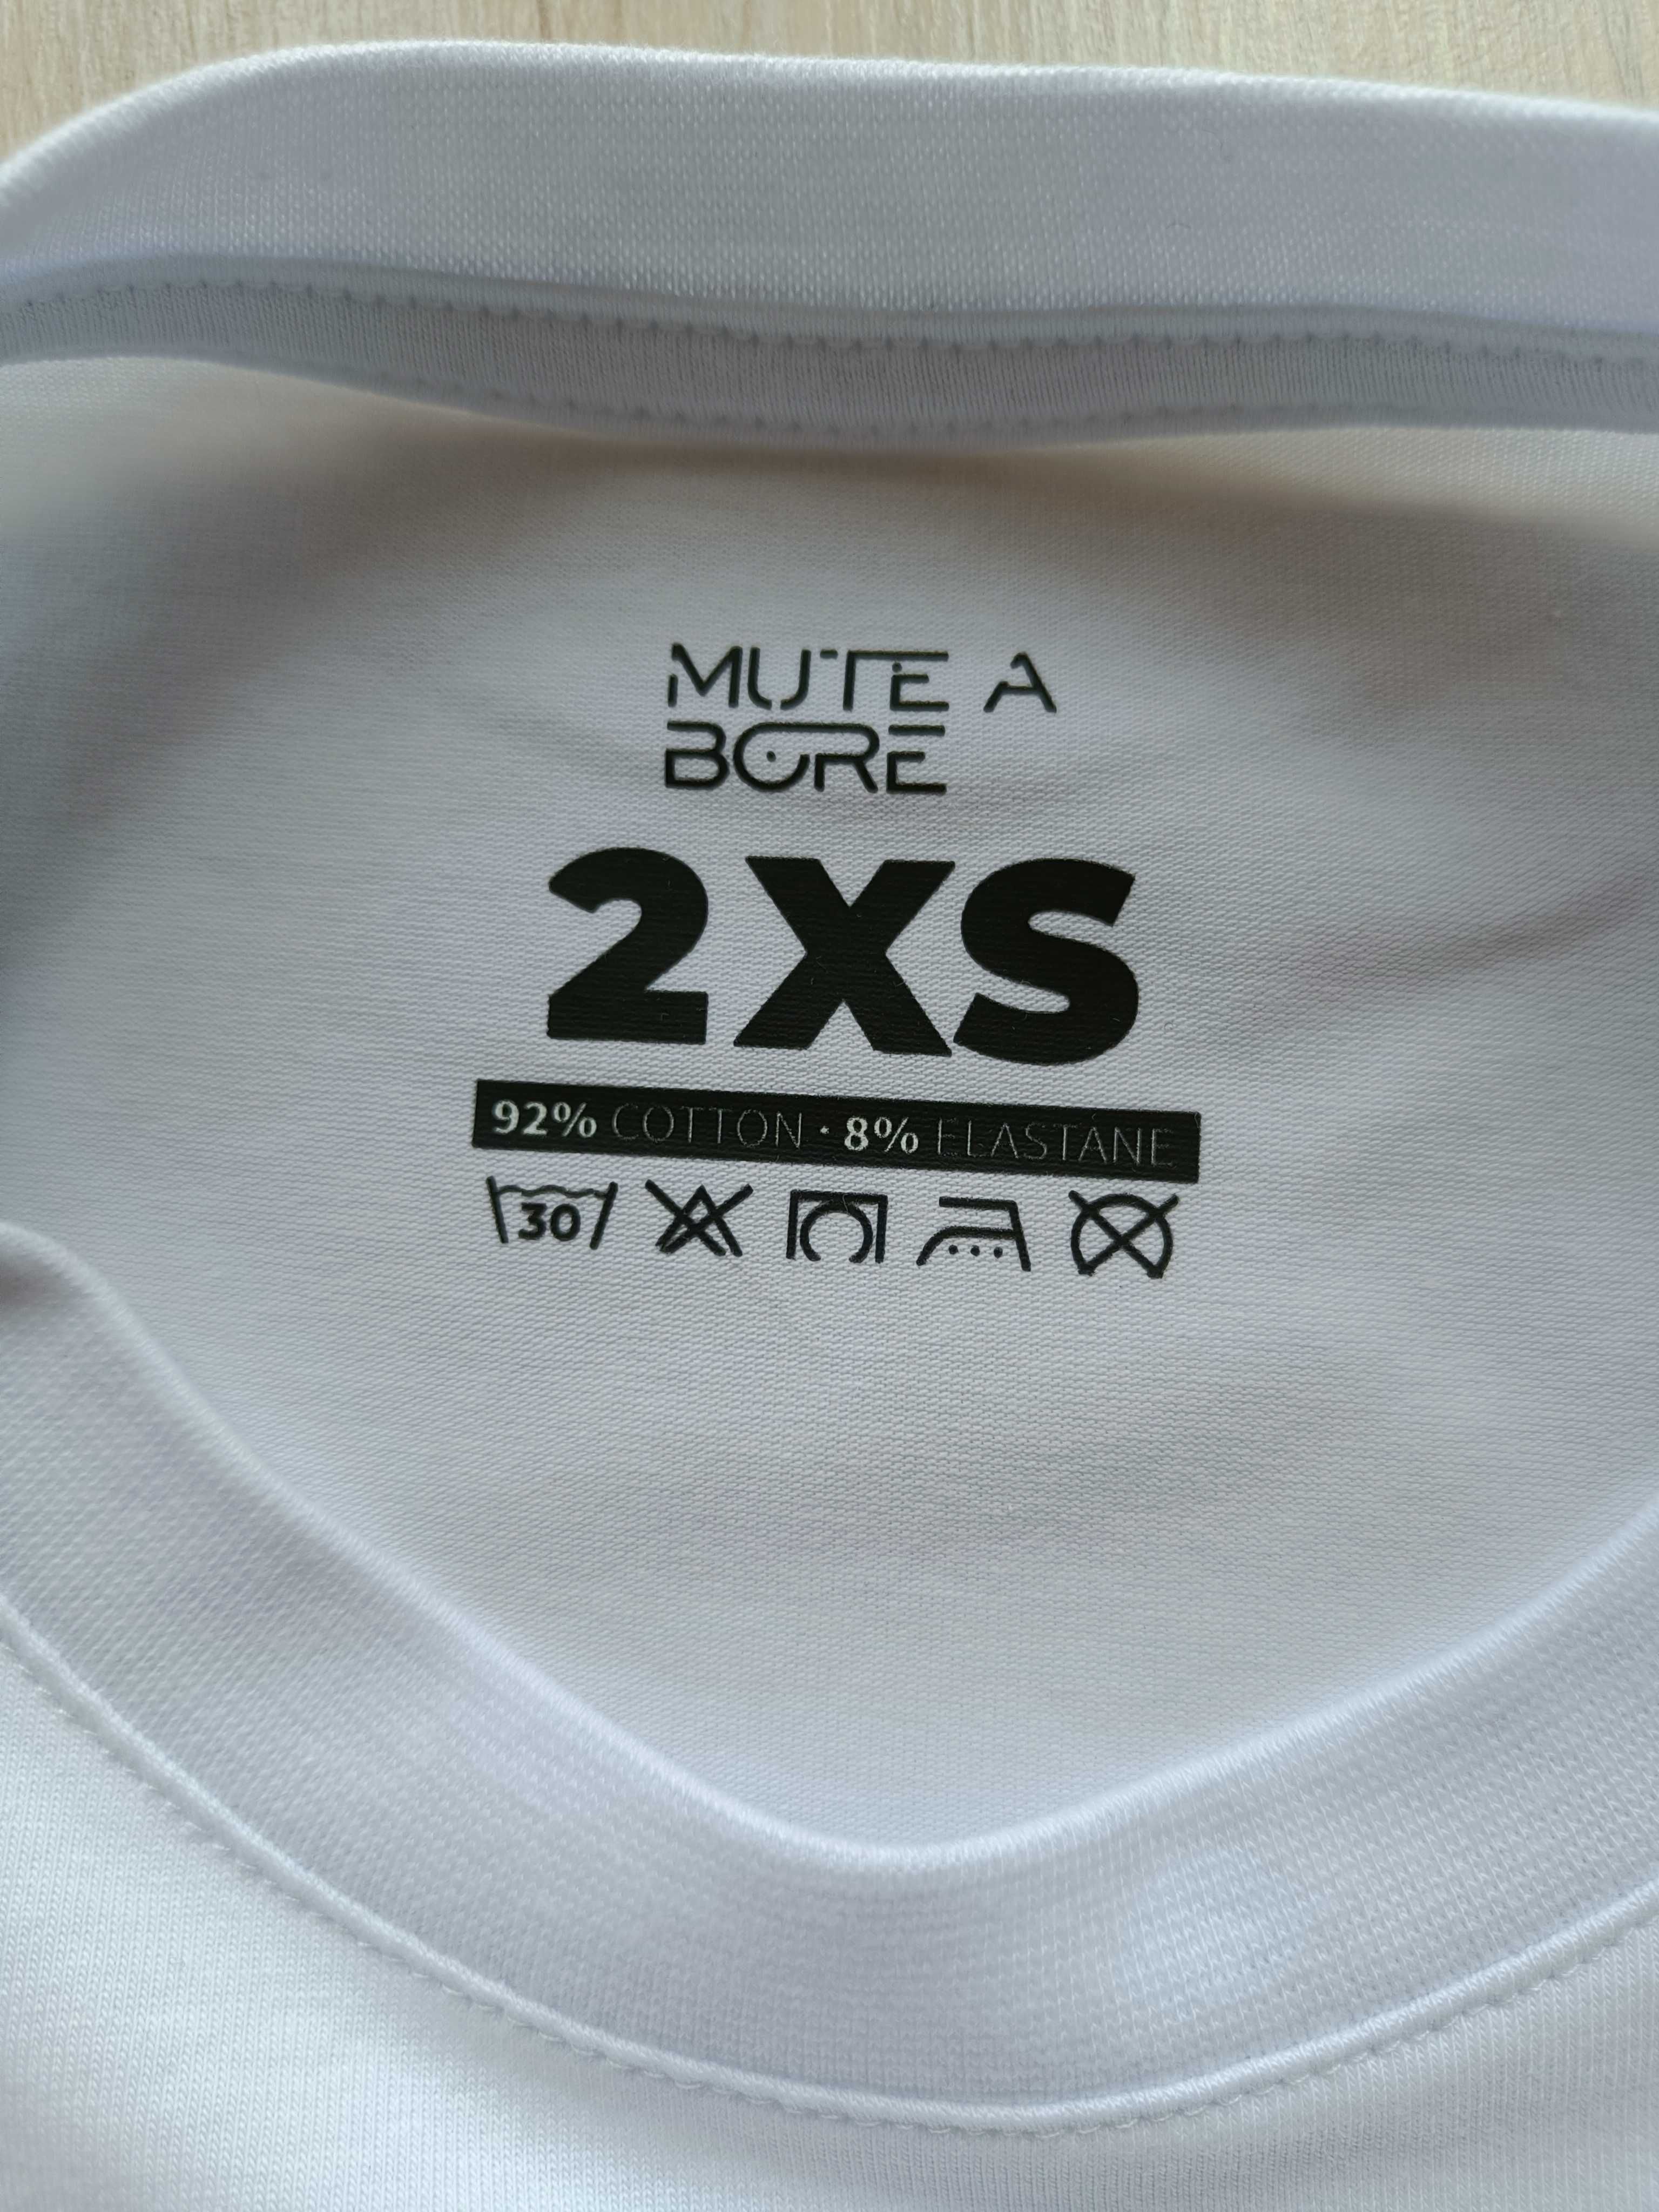 MUTE A
BORE
2XS
92% COTTON · 8% ELASTANE
30